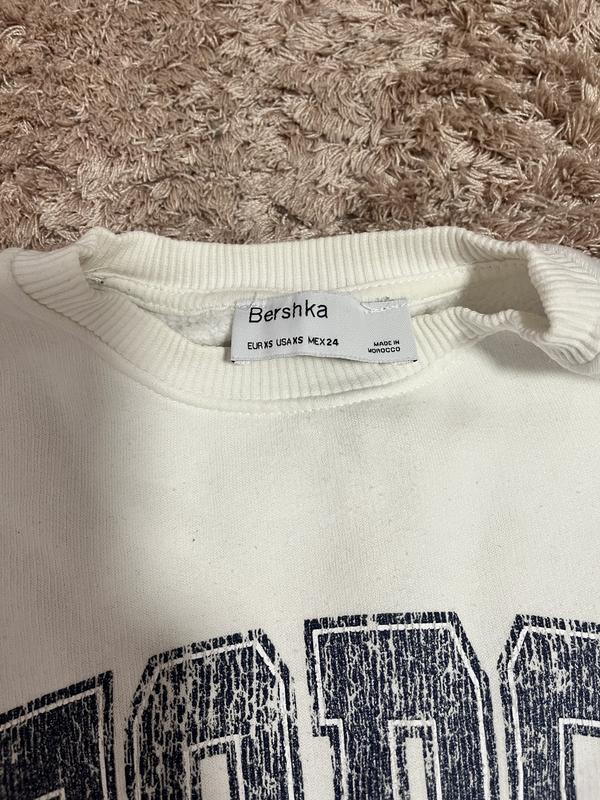 Bershka
EUR XS USA XS MEX 24
MADE IN
MOROCCO